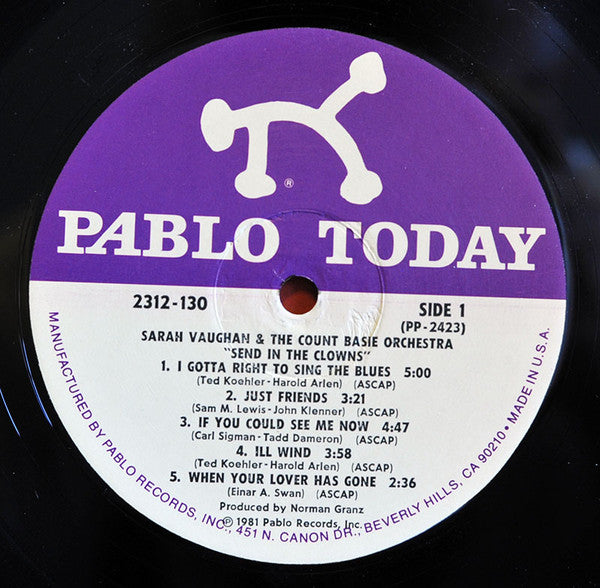 ®
PABLO TODAY
2312-130
SIDE 1
(PP-2423)
SARAH VAUGHAN & THE COUNT BASIE ORCHESTRA
"SEND IN THE CLOWNS"
1. I GOTTA RIGHT TO SING THE BLUES 5:00
(Ted Koehler-Harold Arlen) (ASCAP)
2. JUST FRIENDS 3:21
(Sam M. Lewis-John Klenner) (ASCAP)
3. IF YOU COULD SEE ME NOW 4:47
(Carl Sigman-Tadd Dameron) (ASCAP)
4. ILL WIND 3:58
(Ted Koehler-Harold Arlen) (ASCAP)
5. WHEN YOUR LOVER HAS GONE 2:36
(Einar A. Swan) (ASCAP)
Produced by Norman Granz
℗ 1981 Pablo Records, Inc.
MANUFACTURED BY PABLO RECORDS, INC., 451 N. CANON DR., BEVERLY HILLS, CA 90210 • MADE IN U.S.A.